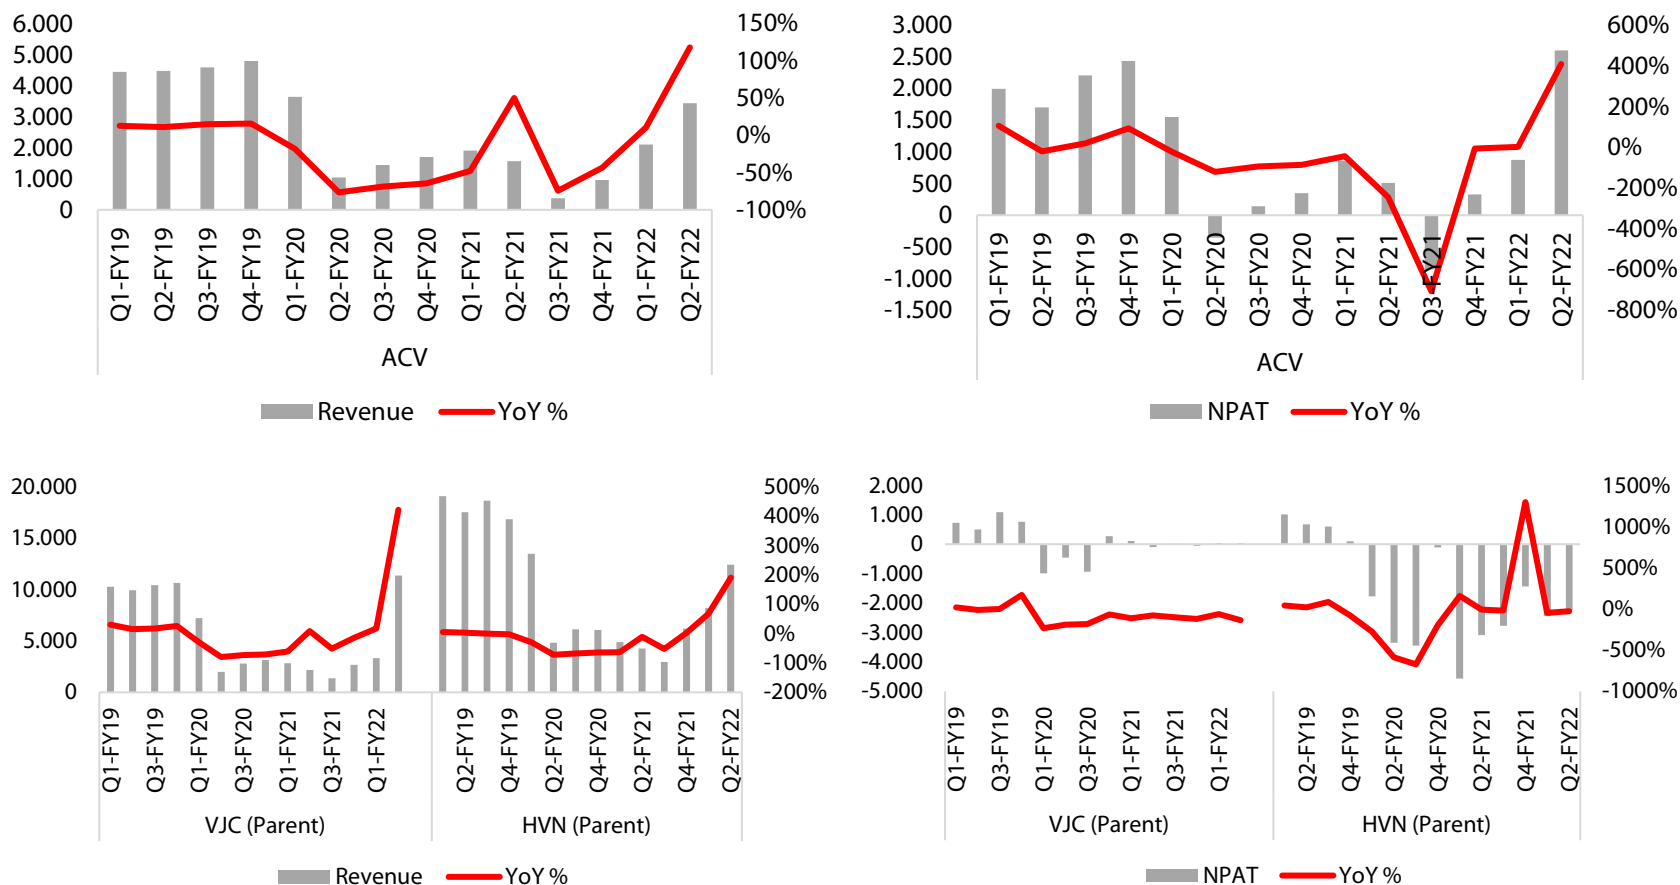 6.000
5.000
4.000
3.000
2.000
1.000
0
150%
100%
50%
0%
-50%
-100%
Q1-FY19
Q2-FY19
Q3-FY19
Q4-FY19
Q1-FY20
Q2-FY20
Q3-FY20
Q4-FY20
Q1-FY21
Q2-FY21
Q3-FY21
Q4-FY21
Q1-FY22
Q2-FY22
ACV
Revenue YoY %
3.000
2.500
2.000
1.500
1.000
500
0
-500
-1.000
-1.500
600%
400%
200%
0%
-200%
-400%
-600%
-800%
Q1-FY19
Q2-FY19
Q3-FY19
Q4-FY19
Q1-FY20
Q2-FY20
Q3-FY20
Q4-FY20
Q1-FY21
Q2-FY21
Q3-FY21
Q4-FY21
Q1-FY22
Q2-FY22
ACV
NPAT YoY %
20.000
15.000
10.000
5.000
0
500%
400%
300%
200%
100%
0%
-100%
-200%
Q1-FY19
Q3-FY19
Q1-FY20
Q3-FY20
Q1-FY21
Q3-FY21
Q1-FY22
Q2-FY19
Q4-FY19
Q2-FY20
Q4-FY20
Q2-FY21
Q4-FY21
Q2-FY22
VJC (Parent) HVN (Parent)
Revenue YoY %
2.000
1.000
0
-1.000
-2.000
-3.000
-4.000
-5.000
1500%
1000%
500%
0%
-500%
-1000%
Q1-FY19
Q3-FY19
Q1-FY20
Q3-FY20
Q1-FY21
Q3-FY21
Q1-FY22
Q2-FY19
Q4-FY19
Q2-FY20
Q4-FY20
Q2-FY21
Q4-FY21
Q2-FY22
VJC (Parent) HVN (Parent)
NPAT YoY %